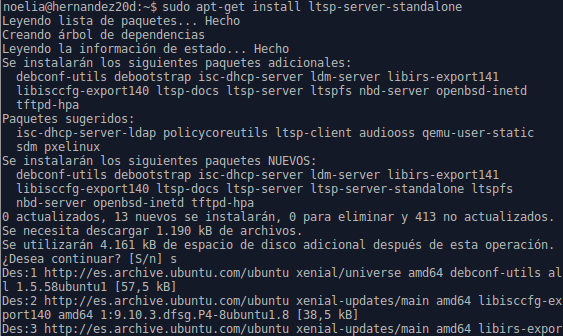 noelia@hernandez20d:~$ sudo apt-get install ltsp-server-standalone
Leyendo lista de paquetes... Hecho
Creando árbol de dependencias
Leyendo la información de estado... Hecho
Se instalarán los siguientes paquetes adicionales:
  debconf-utils debootstrap isc-dhcp-server ldm-server libirs-export141
  libisccfg-export140 ltsp-docs ltsp-server ltspfs nbd-server openbsd-inetd
  tftpd-hpa
Paquetes sugeridos:
  isc-dhcp-server-ldap policycoreutils ltsp-client audiooss qemu-user-static
  sdm pxelinux
Se instalarán los siguientes paquetes NUEVOS:
  debconf-utils debootstrap isc-dhcp-server ldm-server libirs-export141
  libisccfg-export140 ltsp-docs ltsp-server ltsp-server-standalone ltspfs
  nbd-server openbsd-inetd tftpd-hpa
0 actualizados, 13 nuevos se instalarán, 0 para eliminar y 413 no actualizados.
Se necesita descargar 1.190 kB de archivos.
Se utilizarán 4.161 kB de espacio de disco adicional después de esta operación.
¿Desea continuar? [S/n] s
Des:1 http://es.archive.ubuntu.com/ubuntu xenial/universe amd64 debconf-utils al
l 1.5.58ubuntu1 [57,5 kB]
Des:2 http://es.archive.ubuntu.com/ubuntu xenial-updates/main amd64 libisccfg-ex
port140 amd64 1:9.10.3.dfsg.P4-8ubuntu1.8 [38,5 kB]
Des:3 http://es.archive.ubuntu.com/ubuntu xenial-updates/main amd64 libirs-expor